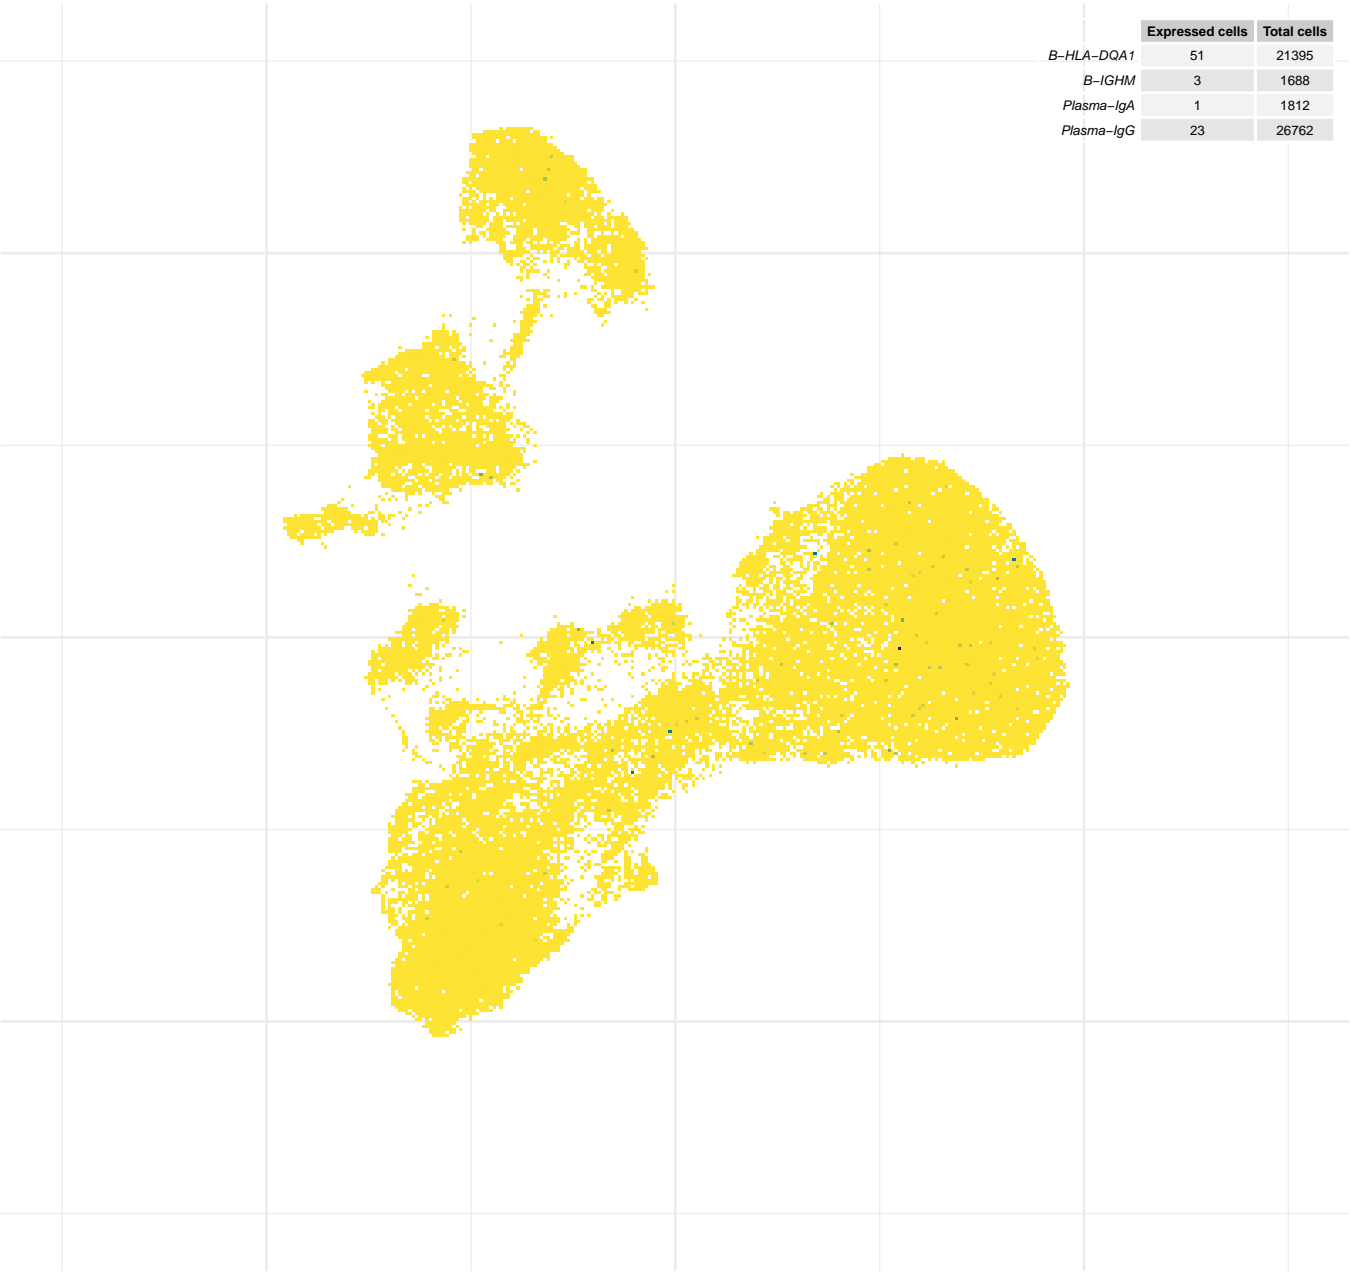 Expressed cells Total cells
B−HLA−DQA1 51 21395
B−IGHM 3 1688
Plasma−IgA 1 1812
Plasma−IgG 23 26762